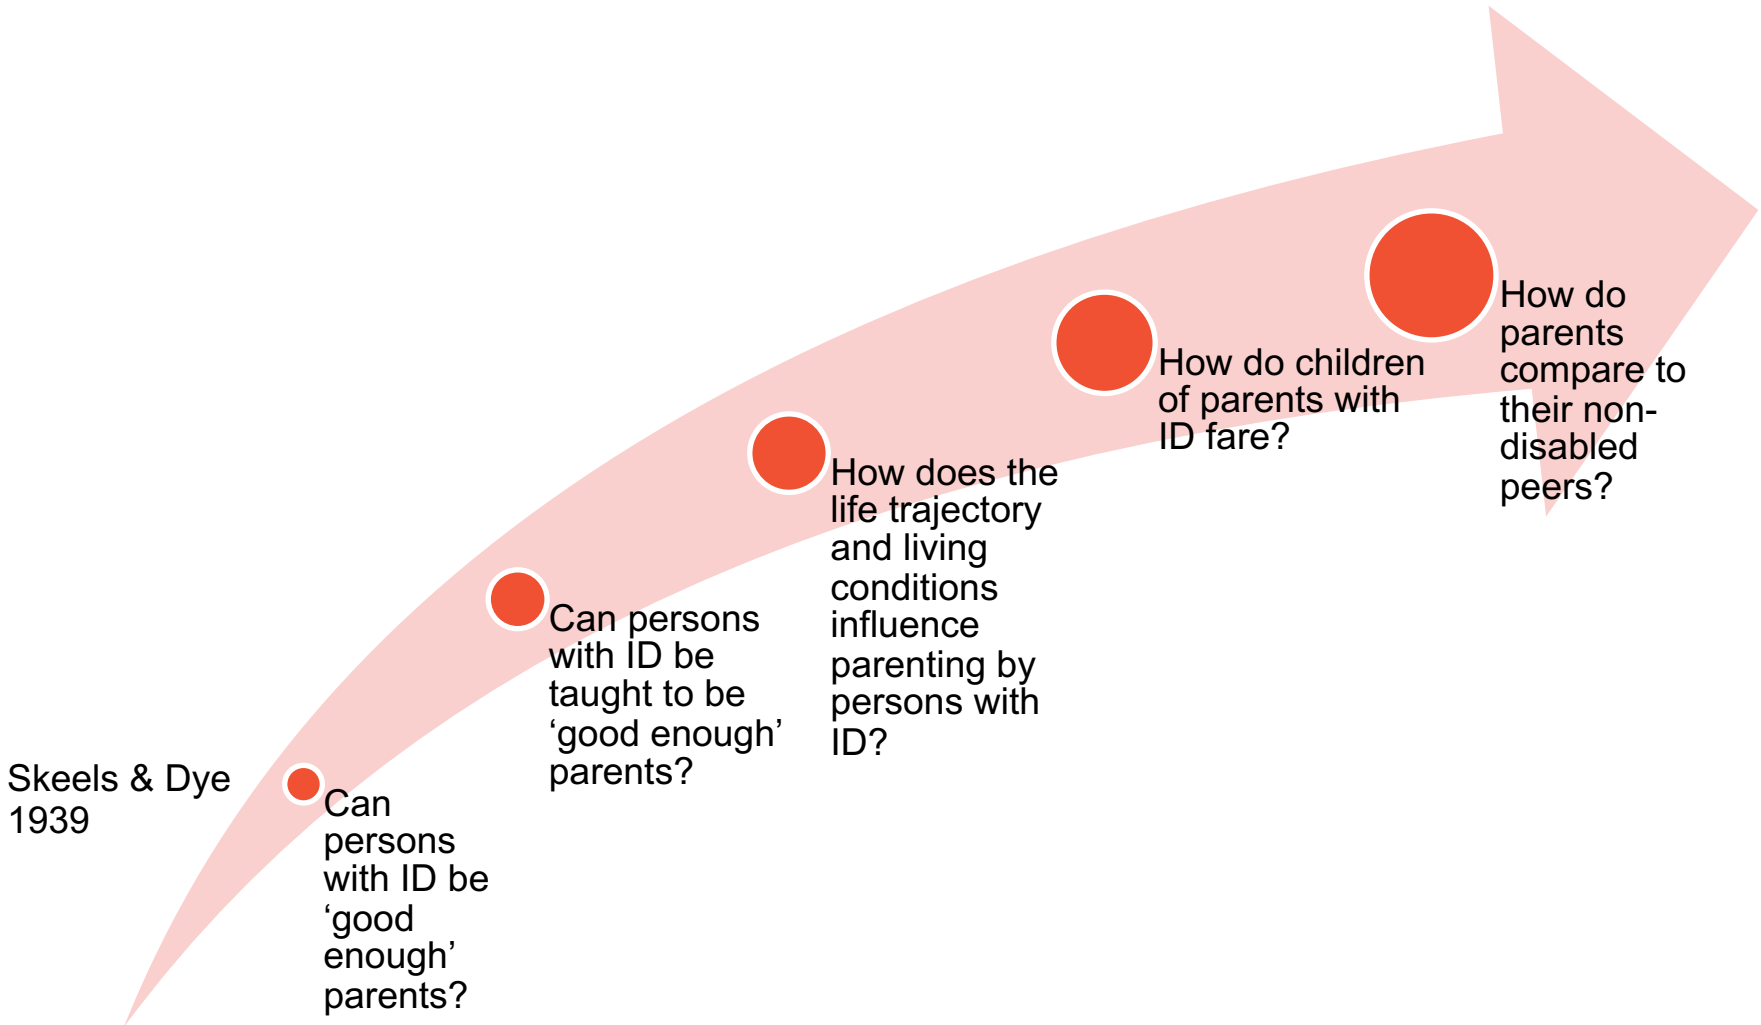 Skeels & Dye
1939
Can
persons
with ID be
‘good
enough’
parents?
Can persons
with ID be
taught to be
‘good enough’
parents?
How does the
life trajectory
and living
conditions
influence
parenting by
persons with
ID?
How do children
of parents with
ID fare?
How do
parents
compare to
their non-
disabled
peers?